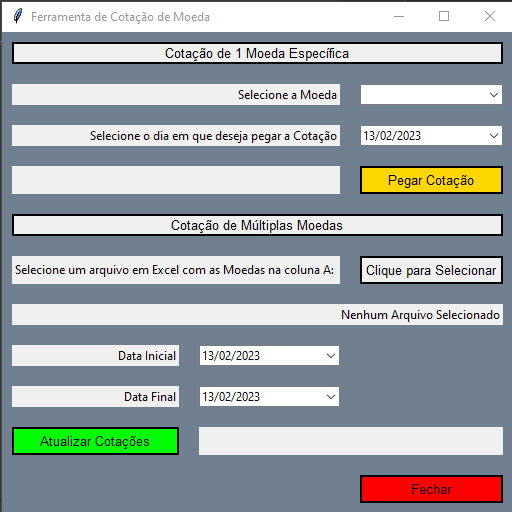 Ferramenta de Cotação de Moeda
Cotação de 1 Moeda Específica
Selecione a Moeda
Selecione o dia em que deseja pegar a Cotação
13/02/2023
Pegar Cotação
Cotação de Múltiplas Moedas
Selecione um arquivo em Excel com as Moedas na coluna A:
Clique para Selecionar
Nenhum Arquivo Selecionado
Data Inicial
13/02/2023
Data Final
13/02/2023
Atualizar Cotações
Fechar